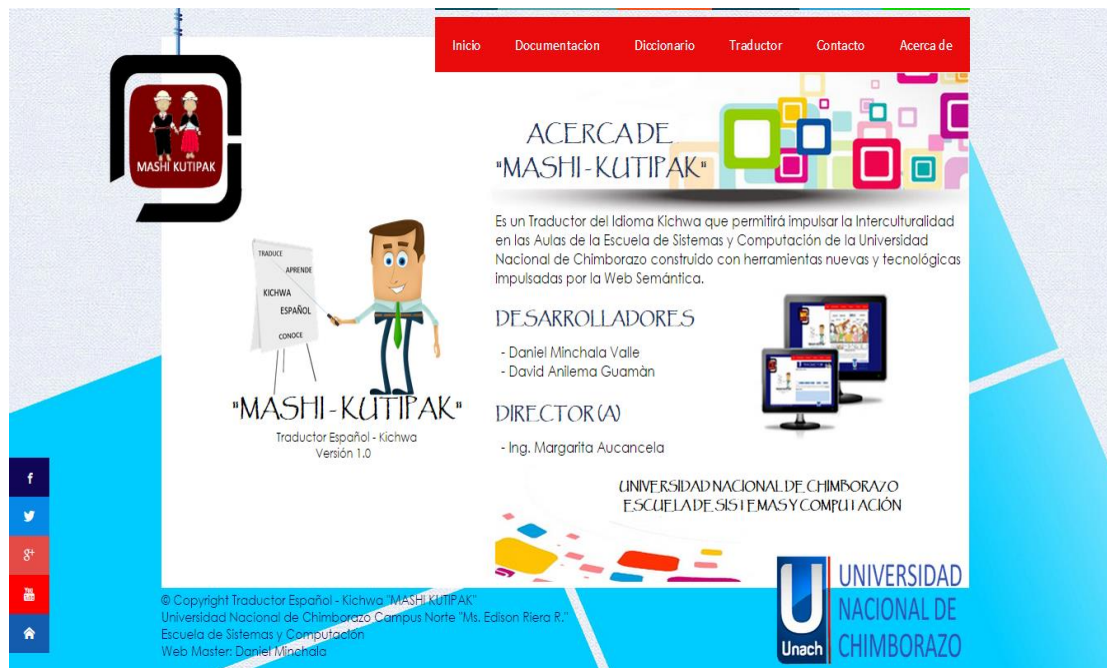 Inicio Documentacion Diccionario Traductor Contacto Acerca de
MASHI KUTIPAK
ACERCA DE
"MASHI-KUTIPAK"
Es un Traductor del Idioma Kichwa que permitirá impulsar la Interculturalidad
en las Aulas de la Escuela de Sistemas y Computación de la Universidad
Nacional de Chimborazo construido con herramientas nuevas y tecnológicas
impulsadas por la Web Semántica.
TRADUCE
APRENDE
KICHWA
ESPAÑOL
CONOCE
"MASHI-KUTIPAK"
Traductor Español - Kichwa
Versión 1.0
DESARROLLADORES
- Daniel Minchala Valle
- David Anilema Guamàn
DIRECTOR(A)
- Ing. Margarita Aucancela
UNIVERSIDAD NACIONAL DE CHIMBORAZO
ESCUELA DE SISTEMAS Y COMPUTACIÓN
f
g+
You
© Copyright Traductor Español - Kichwa "MASHI KUTIPAK"
Universidad Nacional de Chimborazo Campus Norte "Ms. Edison Riera R."
Escuela de Sistemas y Computación
Web Master: Daniel Minchala
U
Unach
UNIVERSIDAD
NACIONAL DE
CHIMBORAZO